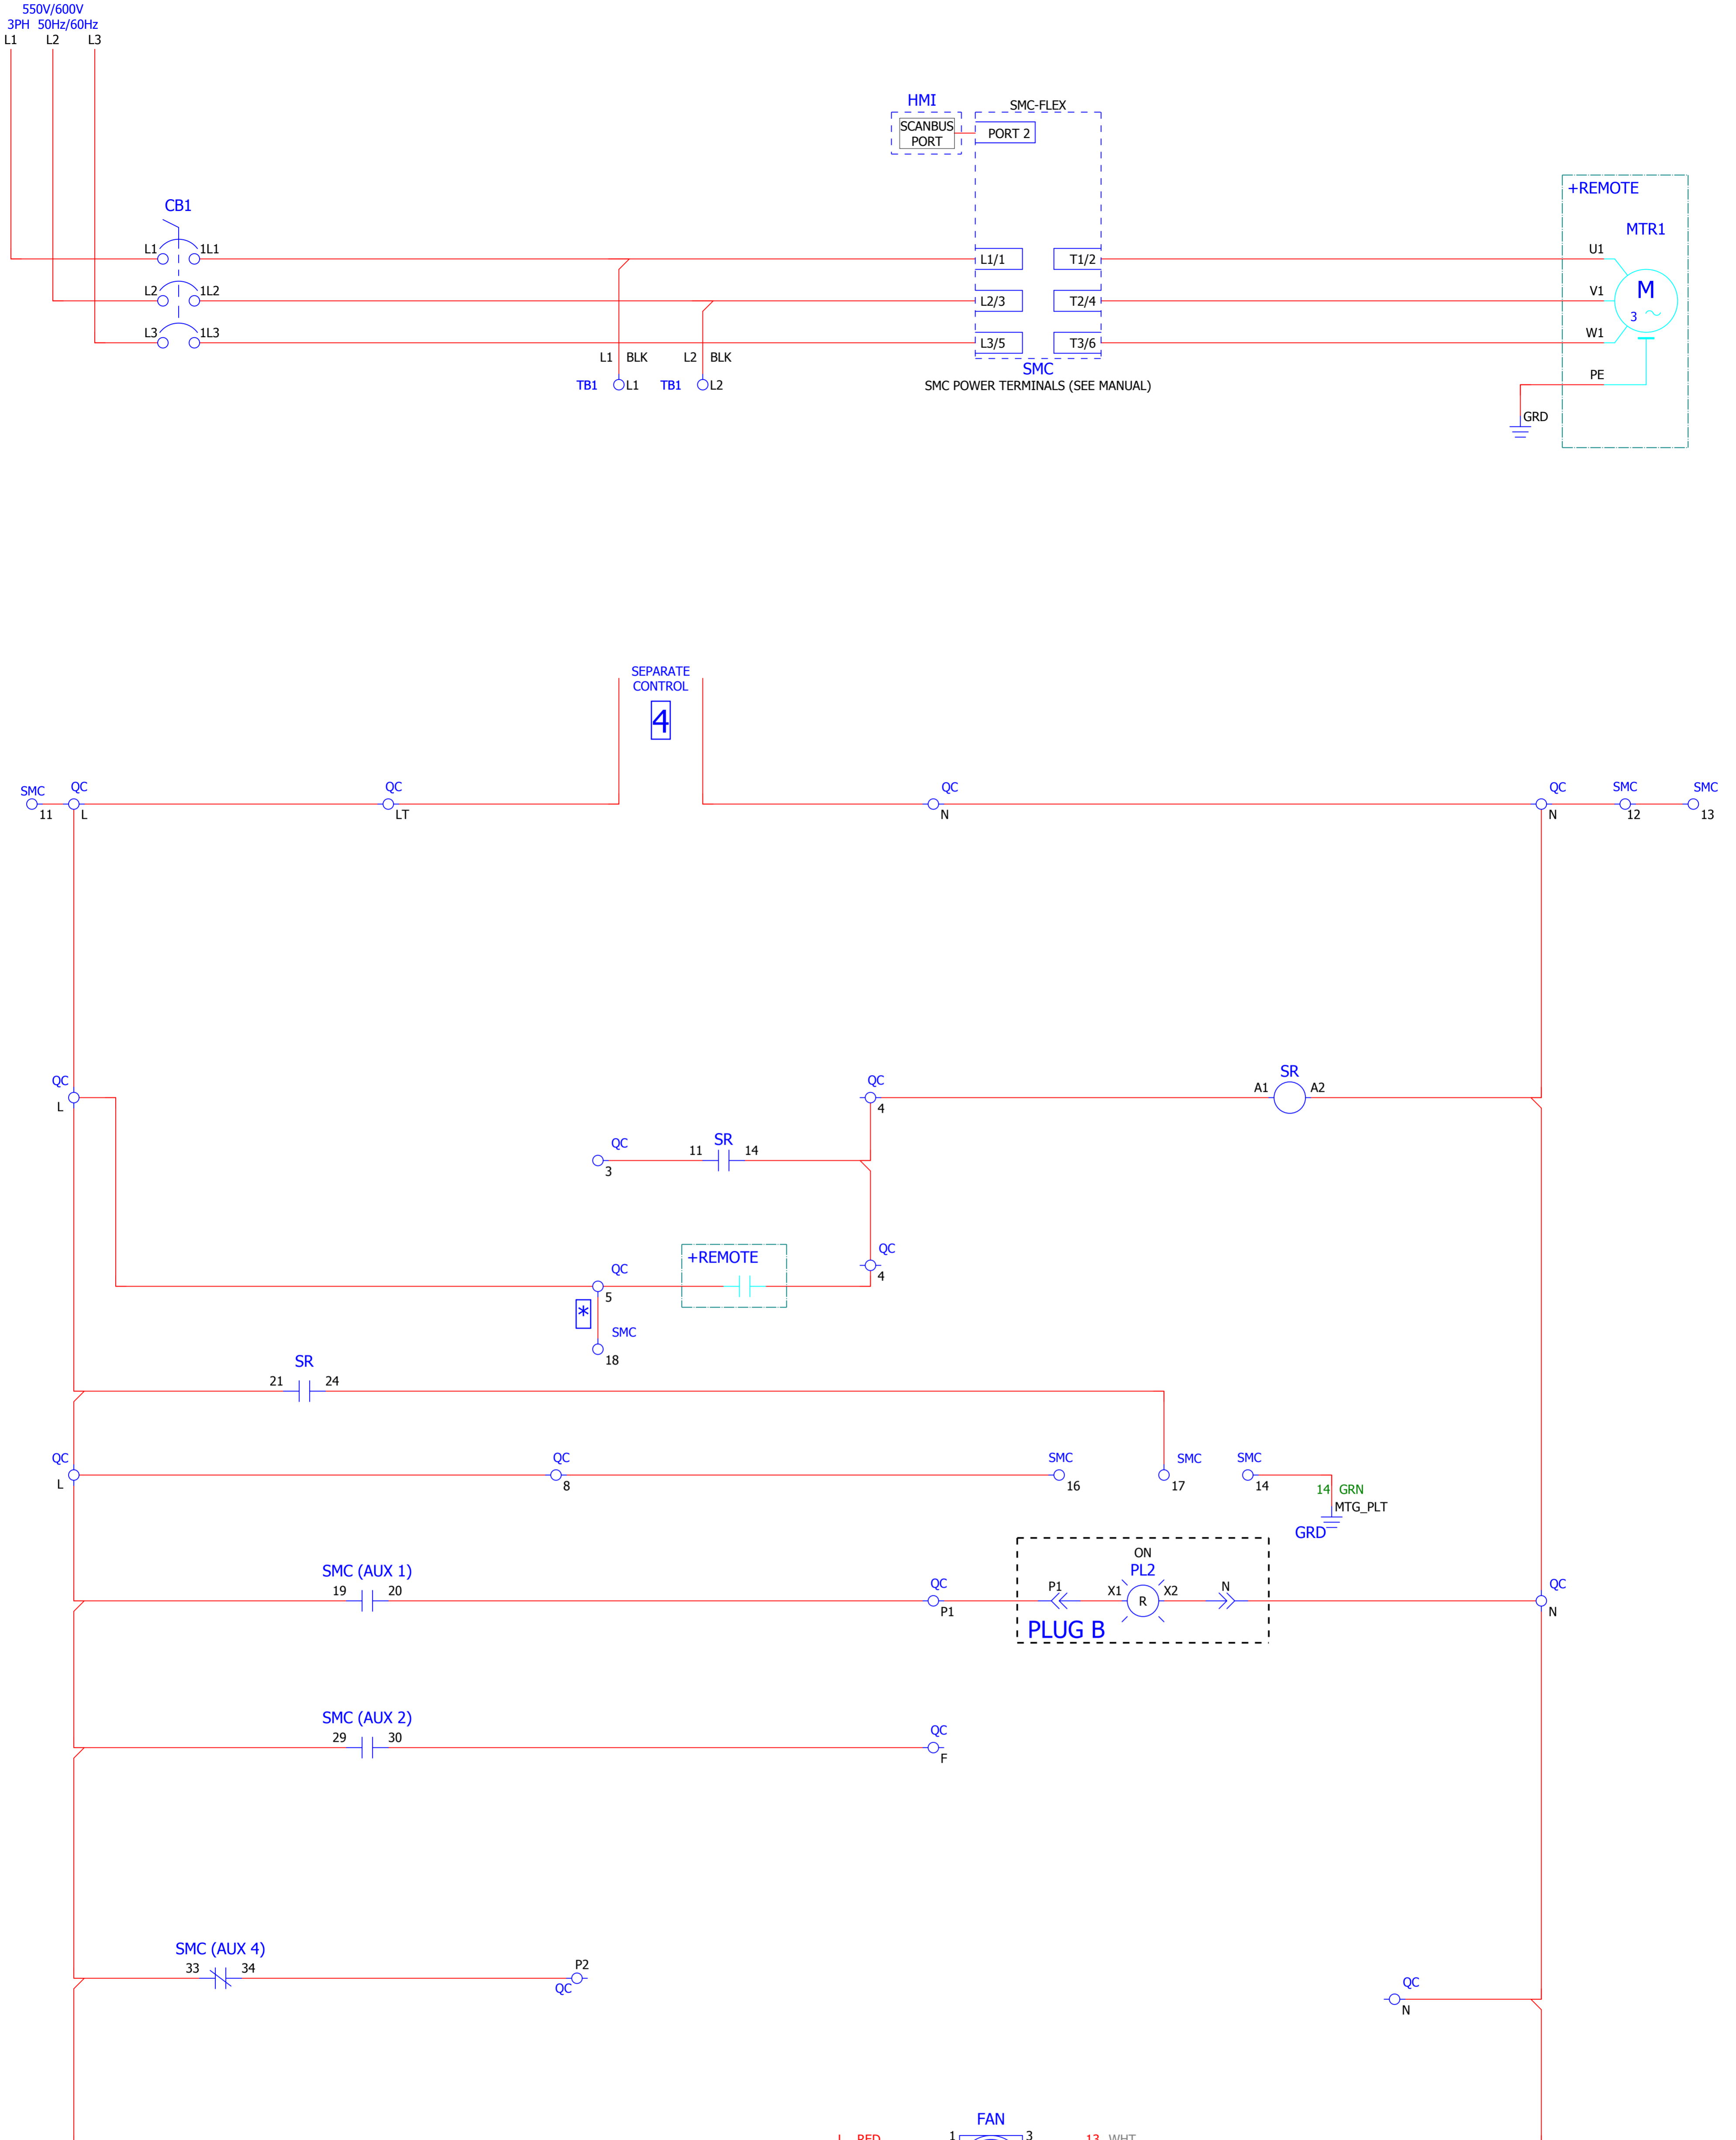 550V/600V
3PH 50Hz/60Hz
L1 L2 L3
HMI
SMC-FLEX
SCANBUS
PORT
PORT 2
+REMOTE
CB1
MTR1
L1 1L1
L1/1 T1/2
U1
L2 1L2
L2/3 T2/4
V1
M
3
L3 1L3
L3/5 T3/6
W1
L1 BLK L2 BLK
SMC
PE
TB1 L1 TB1 L2
SMC POWER TERMINALS (SEE MANUAL)
GRD
SEPARATE
CONTROL
4
SMC QC QC QC QC SMC SMC
11 L LT N N 12 13
SR
QC QC A1 A2
L 4
SR
QC 11 14
3
QC
+REMOTE
4
QC
5
*
SMC
18
SR
21 24
QC QC SMC SMC SMC
L 8 16 17 14
14 GRN
MTG_PLT
GRD
ON
SMC (AUX 1)
PL2
19 20 QC P1 X1 X2 N QC
R
P1 N
PLUG B
SMC (AUX 2)
29 30 QC
F
SMC (AUX 4)
33 34 P2
QC
QC
N
FAN
L RED 1 3 13 WHT